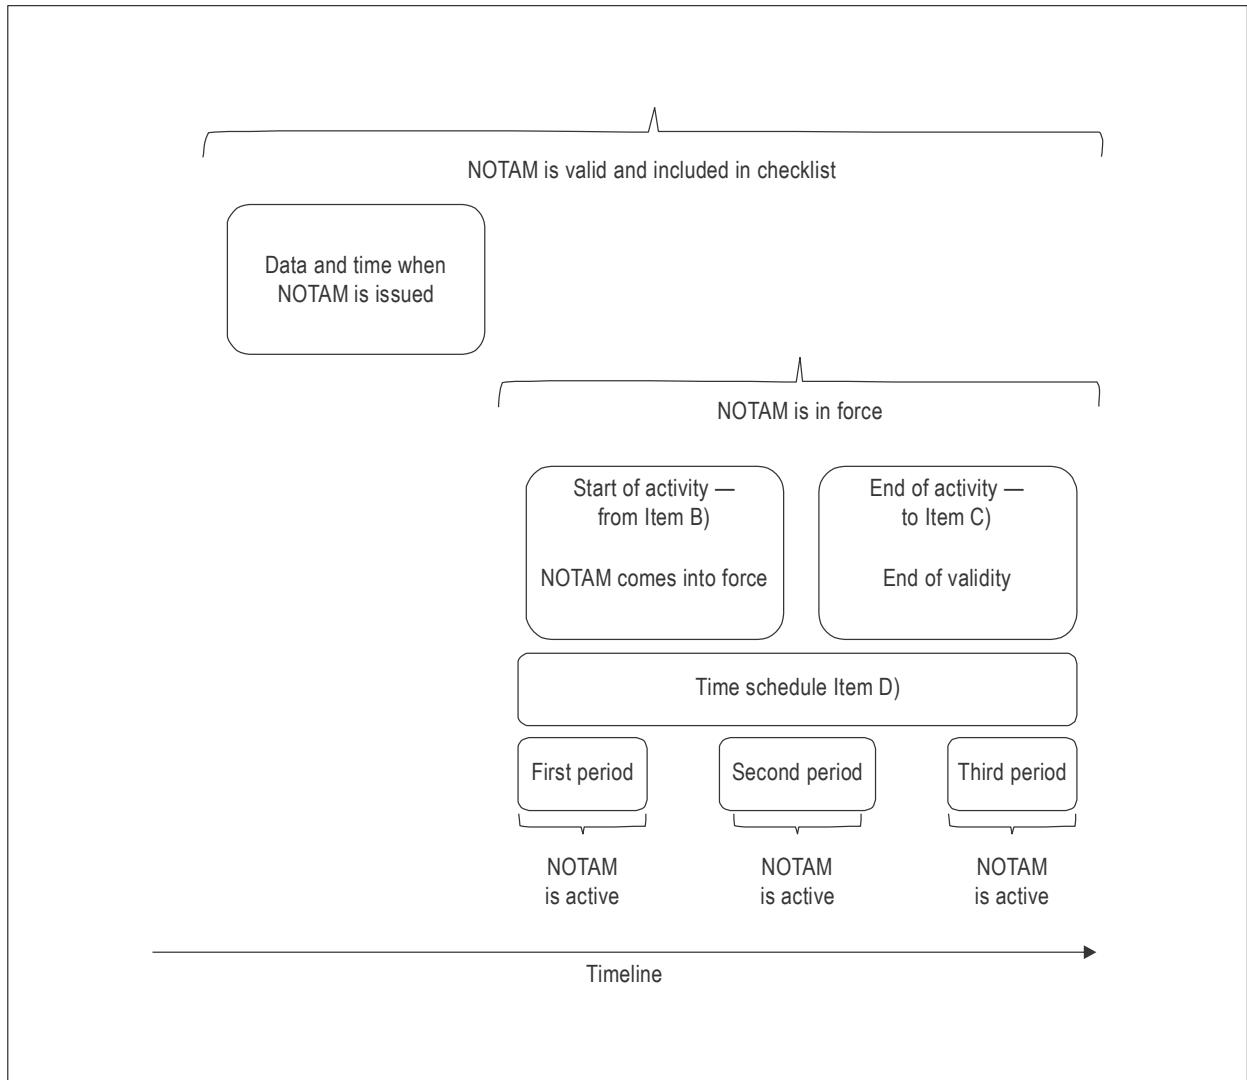 NOTAM is valid and included in checklist
Data and time when
NOTAM is issued
NOTAM is in force
Start of activity —
from Item B)
NOTAM comes into force
End of activity —
to Item C)
End of validity
Time schedule Item D)
First period
Second period
Third period
NOTAM
is active
NOTAM
is active
NOTAM
is active
Timeline